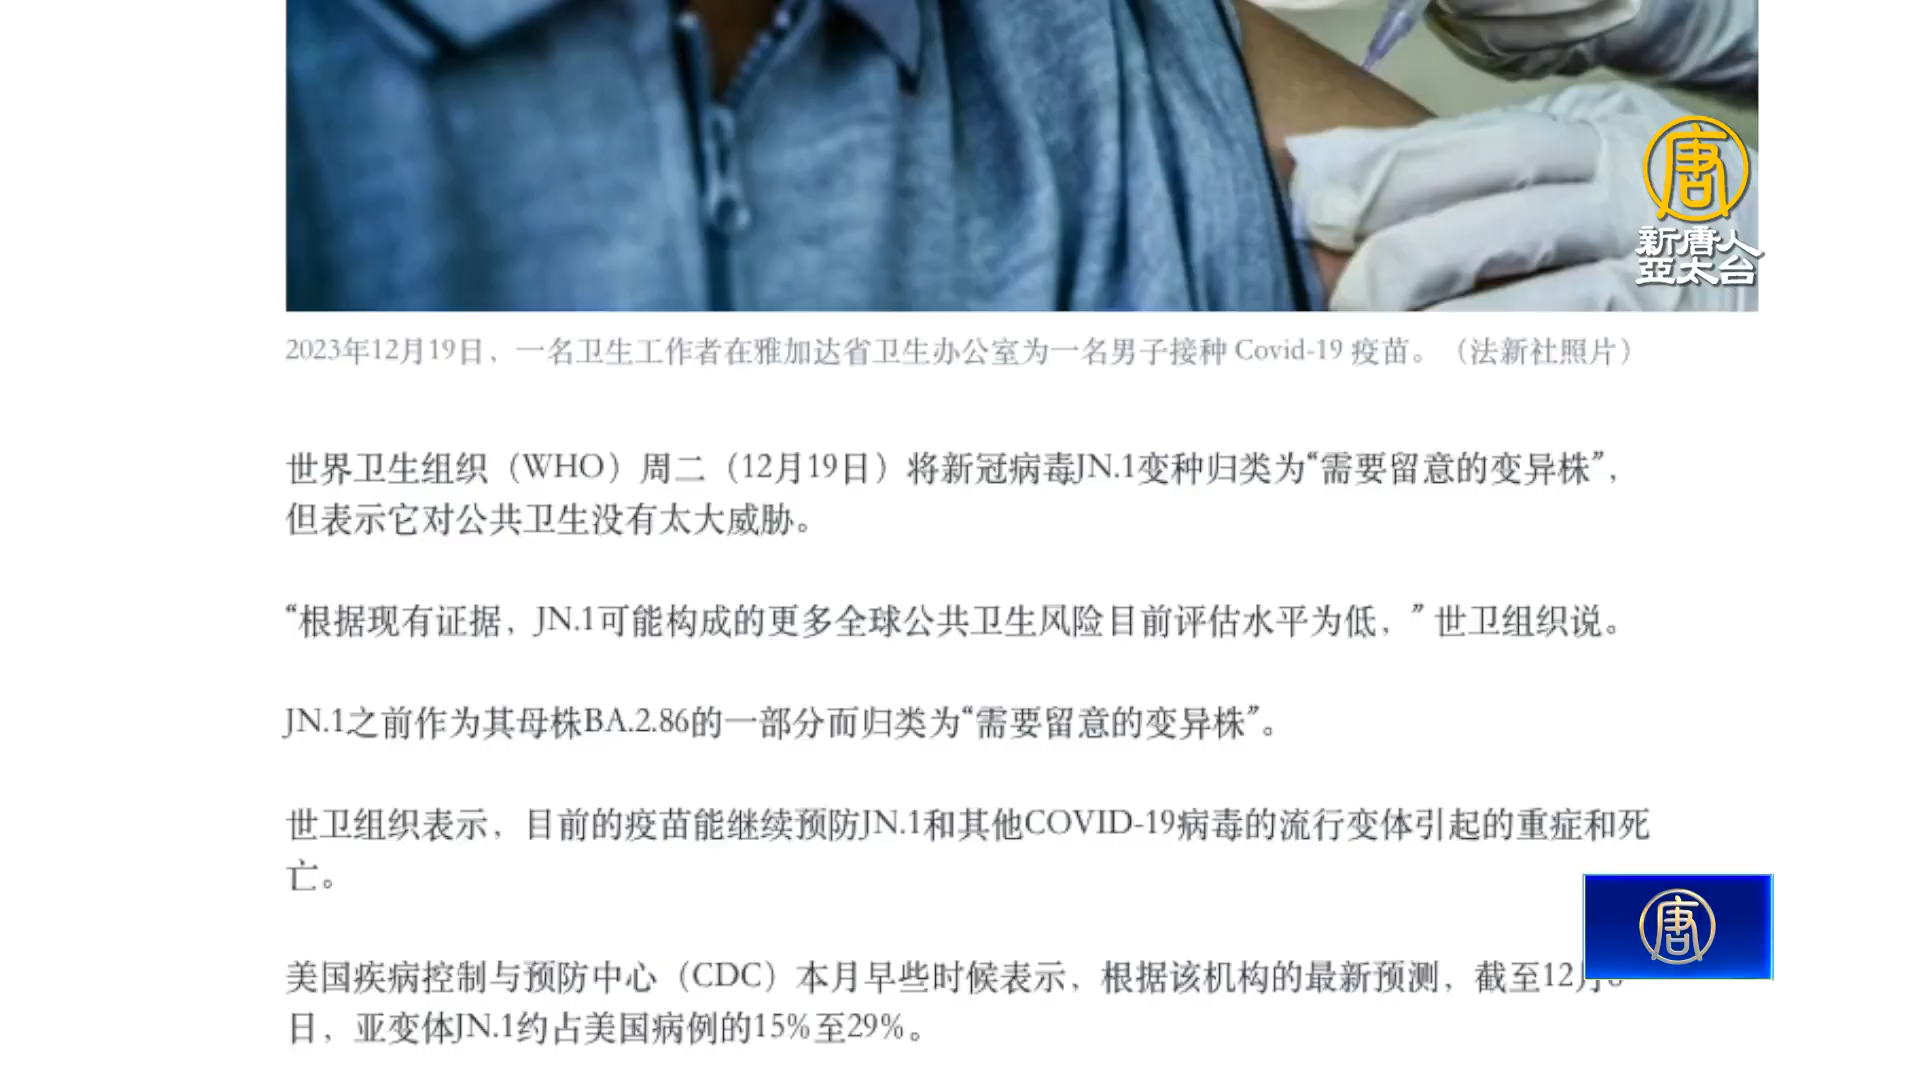 唐
新唐人
亞太台
2023年12月19日，一名卫生工作者在雅加达省卫生办公室为一名男子接种 Covid-19 疫苗。（法新社照片）
世界卫生组织（WHO）周二（12月19日）将新冠病毒JN.1变种归类为“需要留意的变异株”，
但表示它对公共卫生没有太大威胁。
“根据现有证据，JN.1可能构成的更多全球公共卫生风险目前评估水平为低，” 世卫组织说。
JN.1之前作为其母株BA.2.86的一部分而归类为“需要留意的变异株”。
世卫组织表示，目前的疫苗能继续预防JN.1和其他COVID-19病毒的流行变体引起的重症和死
亡。
唐
美国疾病控制与预防中心（CDC）本月早些时候表示，根据该机构的最新预测，截至12月
日，亚变体JN.1约占美国病例的15%至29%。